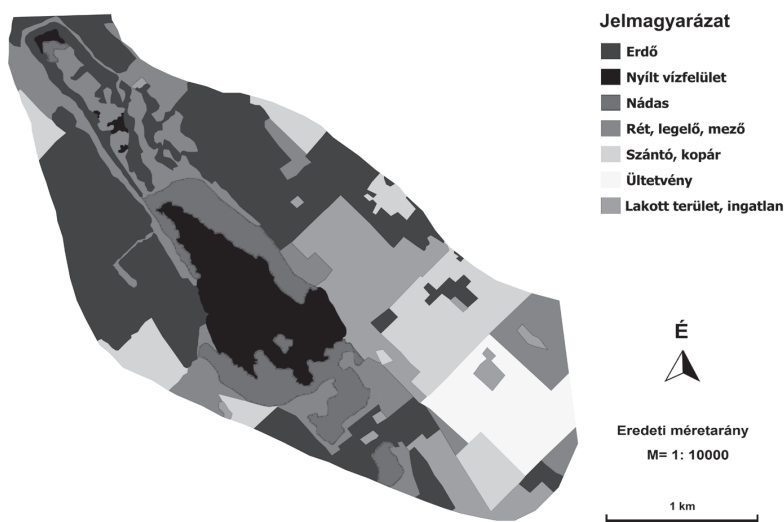 Jelmagyarázat
Erdő
Nyílt vízfelület
Nádas
Rét, legelő, mező
Szántó, kopár
Ültetvény
Lakott terület, ingatlan
É
Eredeti méretarány
M= 1: 10000
1 km